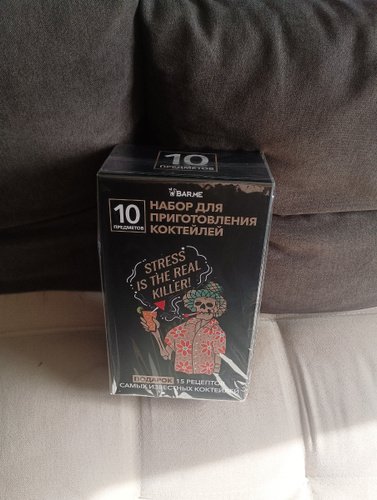 10
ПРЕДМЕТОВ
BAR.ME
10
ПРЕДМЕТОВ
НАБОР ДЛЯ
ПРИГОТОВЛЕНИЯ
КОКТЕЙЛЕЙ
STRESS
IS THE REAL
KILLER!
ПОДАРОК 15 РЕЦЕПТОВ
САМЫХ ИЗВЕСТНЫХ КОКТЕЙЛЕЙ